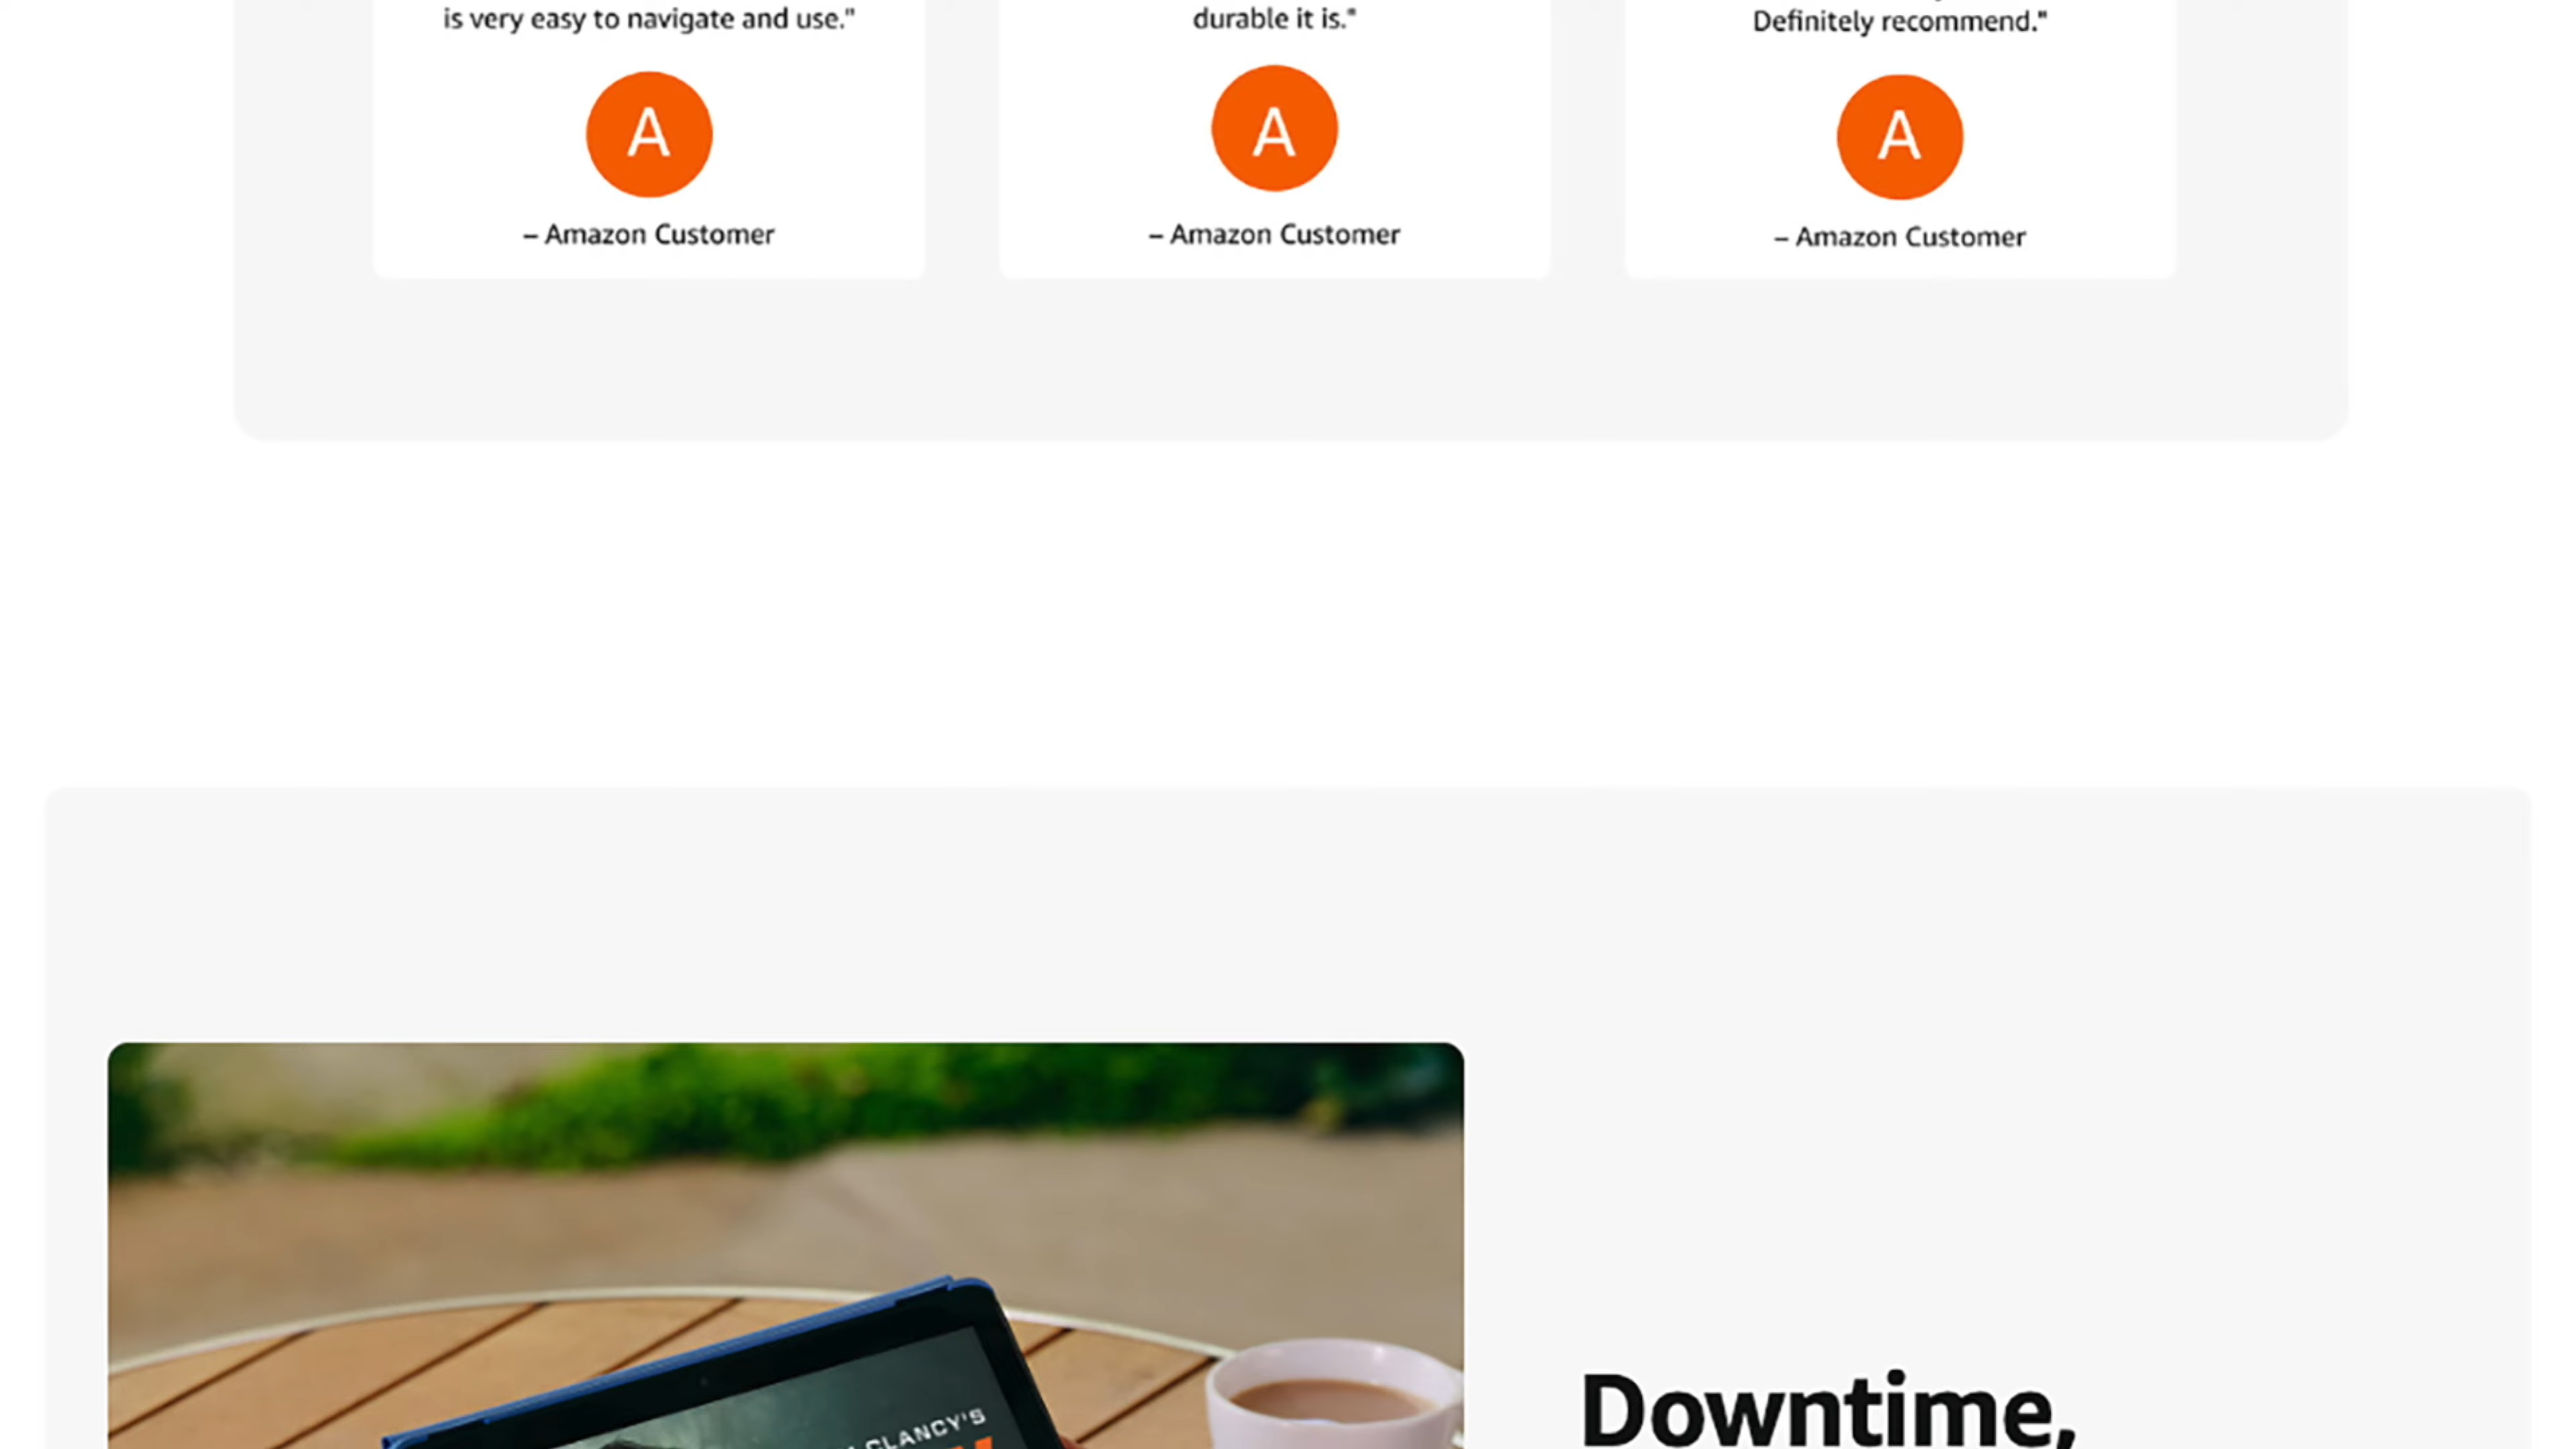 is very easy to navigate and use."
A
– Amazon Customer
durable it is."
A
– Amazon Customer
Definitely recommend."
A
– Amazon Customer
CLANCY'S
Downtime,